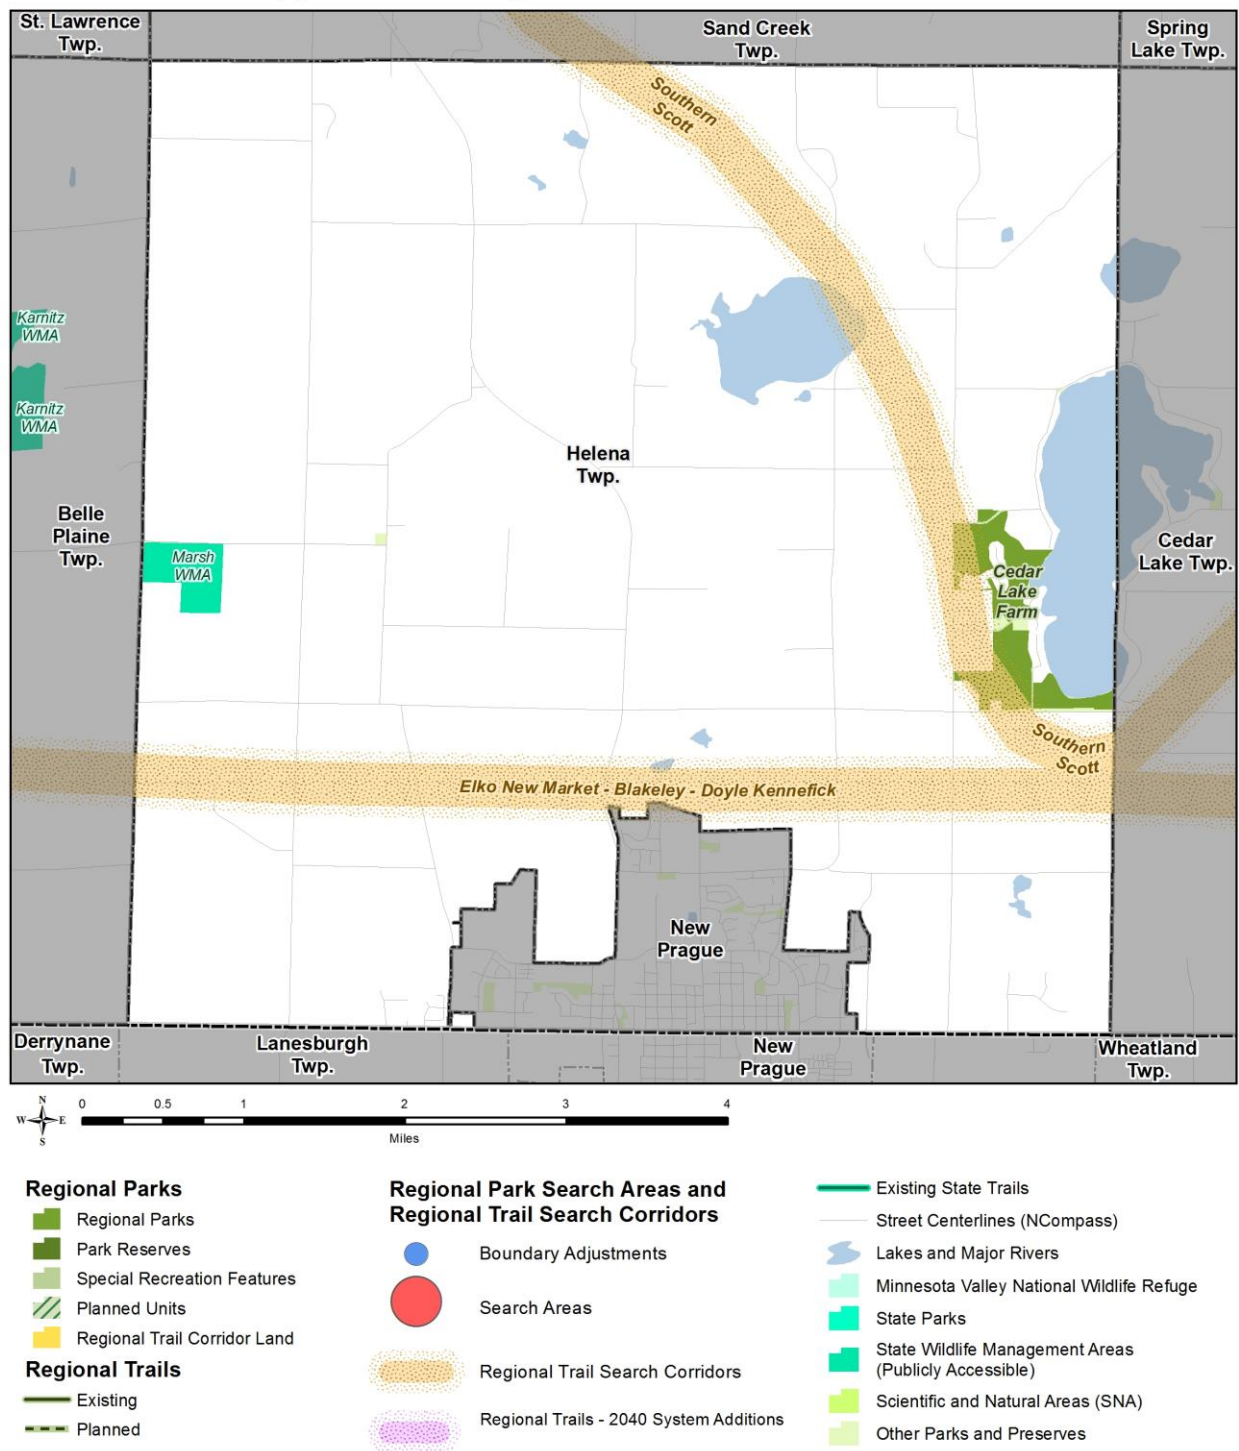 St. Lawrence
Twp.
Sand Creek
Twp.
Spring
Lake Twp.
Southern
Scott
Karnitz
WMA
Karnitz
WMA
Helena
Twp.
Belle
Plaine
Twp.
Marsh
WMA
Cedar
Lake Twp.
Cedar
Lake
Farm
Southern
Scott
Elko New Market - Blakeley - Doyle Kennefick
New
Prague
Derrynane
Twp.
Lanesburgh
Twp.
New
Prague
Wheatland
Twp.
N
W E
S
0 0.5 1 2 3 4
Miles
Regional Parks
Regional Parks
Park Reserves
Special Recreation Features
Planned Units
Regional Trail Corridor Land
Regional Trails
Existing
Planned
Regional Park Search Areas and
Regional Trail Search Corridors
Boundary Adjustments
Search Areas
Regional Trail Search Corridors
Regional Trails - 2040 System Additions
Existing State Trails
Street Centerlines (NCompass)
Lakes and Major Rivers
Minnesota Valley National Wildlife Refuge
State Parks
State Wildlife Management Areas
(Publicly Accessible)
Scientific and Natural Areas (SNA)
Other Parks and Preserves